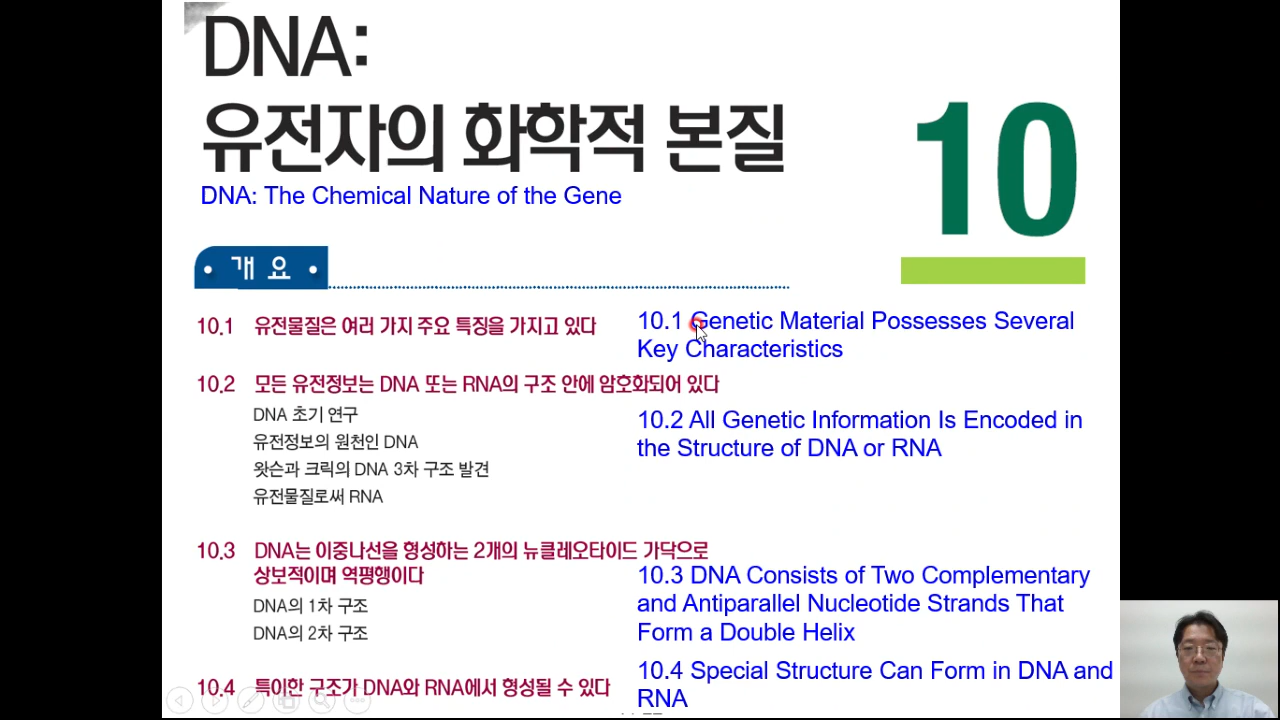 DNA:
유전자의 화학적 본질
DNA: The Chemical Nature of the Gene
10
개 요
10.1 유전물질은 여러 가지 주요 특징을 가지고 있다
10.1 Genetic Material Possesses Several
Key Characteristics
10.2 모든 유전정보는 DNA 또는 RNA의 구조 안에 암호화되어 있다
DNA 초기 연구
유전정보의 원천인 DNA
왓슨과 크릭의 DNA 3차 구조 발견
유전물질로써 RNA
10.2 All Genetic Information Is Encoded in
the Structure of DNA or RNA
10.3 DNA는 이중나선을 형성하는 2개의 뉴클레오타이드 가닥으로
상보적이며 역평행이다
DNA의 1차 구조
DNA의 2차 구조
10.3 DNA Consists of Two Complementary
and Antiparallel Nucleotide Strands That
Form a Double Helix
10.4 특이한 구조가 DNA와 RNA에서 형성될 수 있다
10.4 Special Structure Can Form in DNA and
RNA